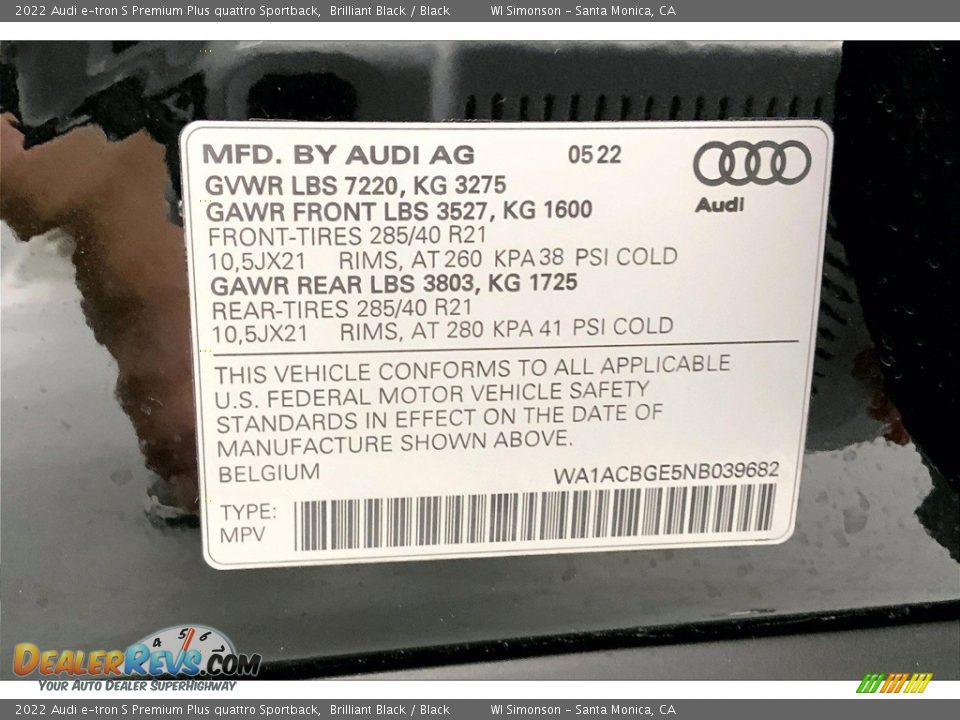 2022 Audi e-tron S Premium Plus quattro Sportback, Brilliant Black / Black WI Simonson - Santa Monica, CA
MFD. BY AUDI AG 05 22
Audi
GVWR LBS 7220, KG 3275
GAWR FRONT LBS 3527, KG 1600
FRONT-TIRES 285/40 R21
10,5JX21 RIMS, AT 260 KPA 38 PSI COLD
GAWR REAR LBS 3803, KG 1725
REAR-TIRES 285/40 R21
10,5JX21 RIMS, AT 280 KPA 41 PSI COLD
THIS VEHICLE CONFORMS TO ALL APPLICABLE
U.S. FEDERAL MOTOR VEHICLE SAFETY
STANDARDS IN EFFECT ON THE DATE OF
MANUFACTURE SHOWN ABOVE.
BELGIUM WA1ACBGE5NB039682
TYPE:
MPV
4 5 6
DEALERREVS.COM
YOUR AUTO DEALER SUPERHIGHWAY
2022 Audi e-tron S Premium Plus quattro Sportback, Brilliant Black / Black WI Simonson - Santa Monica, CA